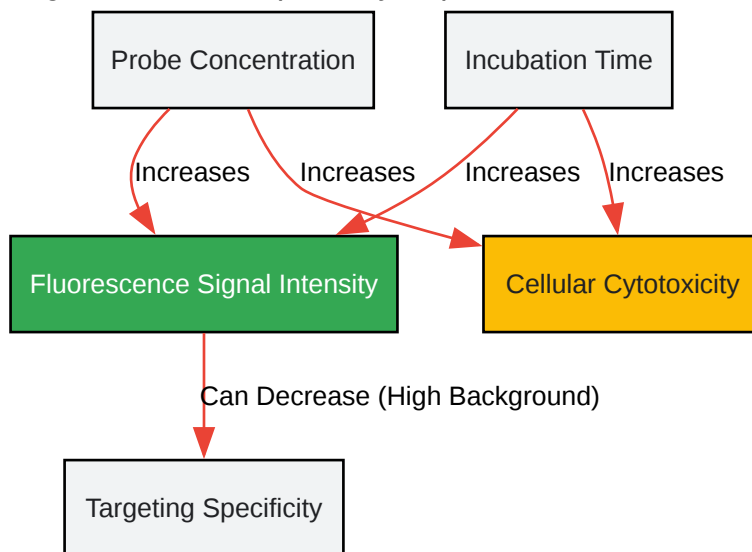 Probe Concentration
Incubation Time
Increases
Increases
Increases
Increases
Fluorescence Signal Intensity
Cellular Cytotoxicity
Can Decrease (High Background)
Targeting Specificity